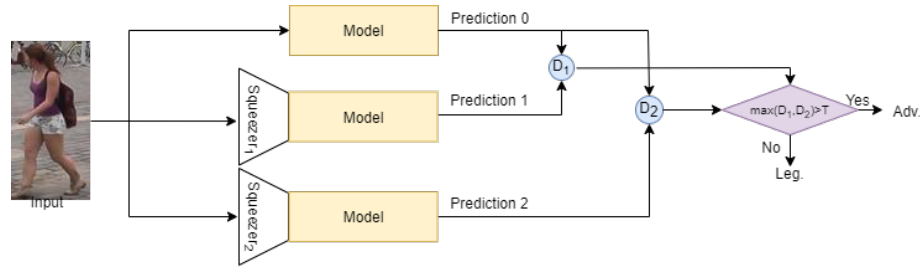 Prediction 0
Model
Squeezer1
Model
Prediction 1
D1
D2
max(D1,D2)>T
Yes
Adv.
No
Leg.
Input
Squeezer2
Model
Prediction 2